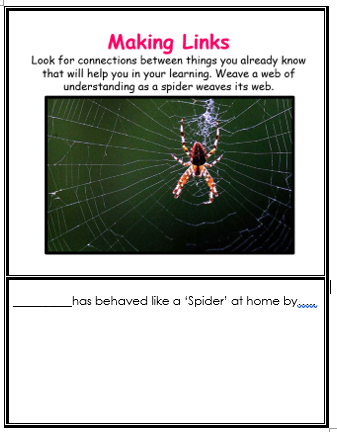 Making Links
Look for connections between things you already know
that will help you in your learning. Weave a web of
understanding as a spider weaves its web.
__________has behaved like a ‘Spider’ at home by.....